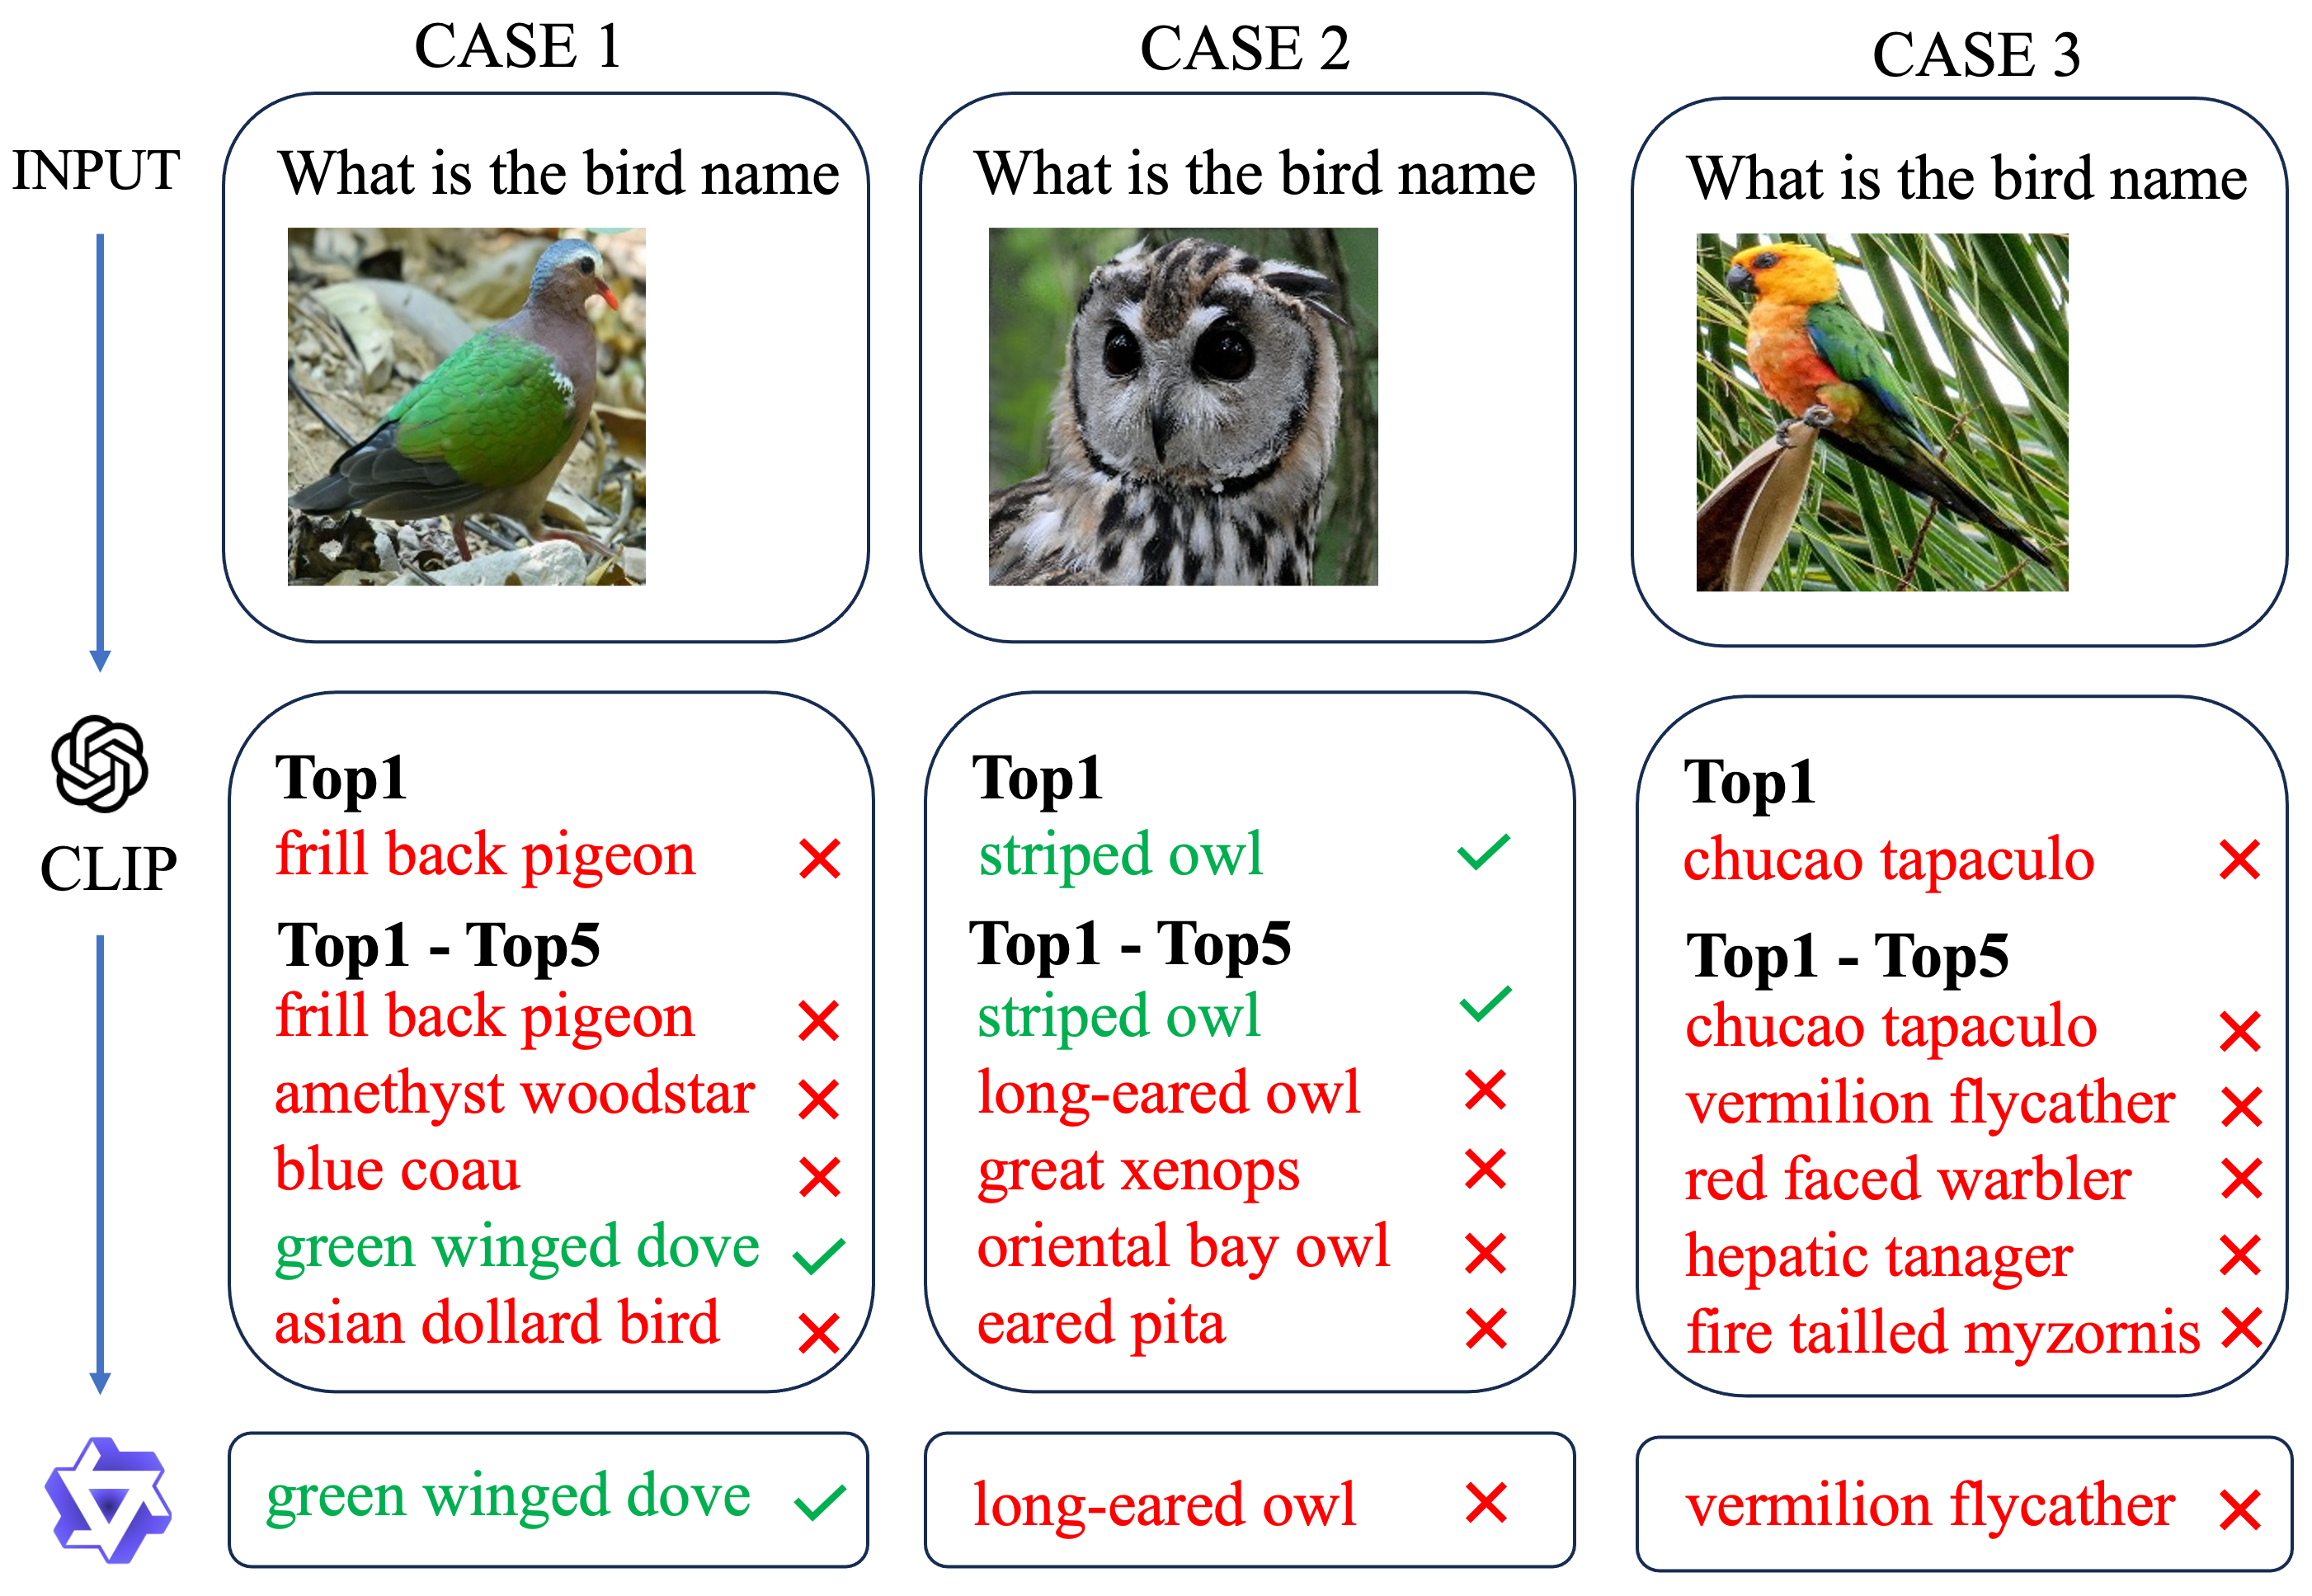 CASE 1
CASE 2
CASE 3
INPUT
What is the bird name
What is the bird name
What is the bird name
CLIP
Top1
frill back pigeon
Top1 - Top5
frill back pigeon
amethyst woodstar
blue coau
green winged dove
asian dollard bird
Top1
striped owl
Top1 - Top5
striped owl
long-eared owl
great xenops
oriental bay owl
eared pita
Top1
chucao tapaculo
Top1 - Top5
chucao tapaculo
vermilion flycather
red faced warbler
hepatic tanager
fire tailled myzornis
green winged dove
long-eared owl
vermilion flycather